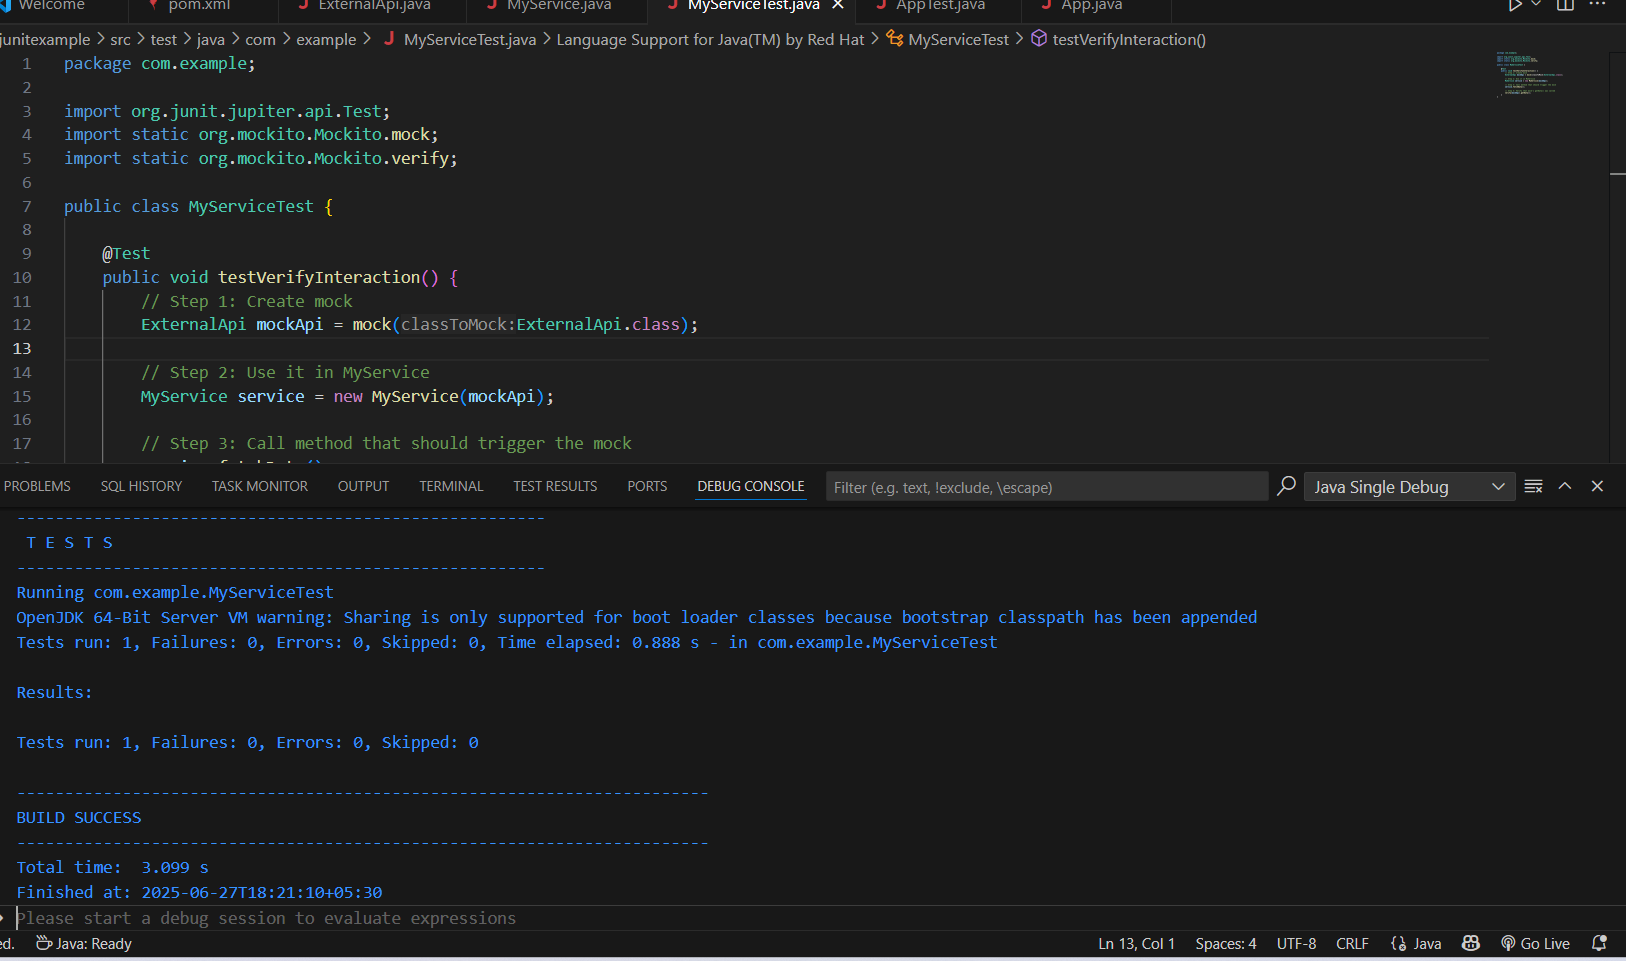 Welcome
pom.xml
ExternalApi.java
MyService.java
MyServiceTest.java
AppTest.java
App.java
junitexample > src > test > java > com > example > J MyServiceTest.java > Language Support for Java(TM) by Red Hat > MyServiceTest > testVerifyInteraction()
1 package com.example;
2
3 import org.junit.jupiter.api.Test;
4 import static org.mockito.Mockito.mock;
5 import static org.mockito.Mockito.verify;
6
7 public class MyServiceTest {
8
9 @Test
10 public void testVerifyInteraction() {
11 // Step 1: Create mock
12 ExternalApi mockApi = mock(classToMock:ExternalApi.class);
13
14 // Step 2: Use it in MyService
15 MyService service = new MyService(mockApi);
16
17 // Step 3: Call method that should trigger the mock
PROBLEMS SQL HISTORY TASK MONITOR OUTPUT TERMINAL TEST RESULTS PORTS DEBUG CONSOLE Filter (e.g. text, !exclude, \escape) Java Single Debug
-------------------------------------------------------
T E S T S
-------------------------------------------------------
Running com.example.MyServiceTest
OpenJDK 64-Bit Server VM warning: Sharing is only supported for boot loader classes because bootstrap classpath has been appended
Tests run: 1, Failures: 0, Errors: 0, Skipped: 0, Time elapsed: 0.888 s - in com.example.MyServiceTest
Results:
Tests run: 1, Failures: 0, Errors: 0, Skipped: 0
------------------------------------------------------------------------
BUILD SUCCESS
------------------------------------------------------------------------
Total time: 3.099 s
Finished at: 2025-06-27T18:21:10+05:30
Please start a debug session to evaluate expressions
ed. Java: Ready Ln 13, Col 1 Spaces: 4 UTF-8 CRLF Java Go Live